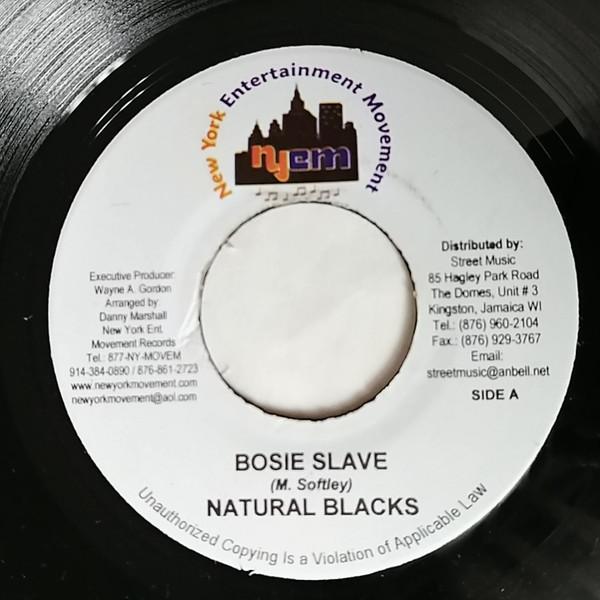 New York Entertainment Movement
nyem
Executive Producer:
Wayne A. Gordon
Arranged by:
Danny Marshall
New York Ent.
Movement Records
Tel.: 877-NY-MOVEM
914-384-0890 / 876-861-2723
www.newyorkmovement.com
newyorkmovement@aol.com
Distributed by:
Street Music
85 Hagley Park Road
The Domes, Unit # 3
Kingston, Jamaica WI
Tel.: (876) 960-2104
Fax.: (876) 929-3767
Email:
streetmusic@anbell.net
SIDE A
BOSIE SLAVE
(M. Softley)
NATURAL BLACKS
Unauthorized Copying Is a Violation of Applicable Law